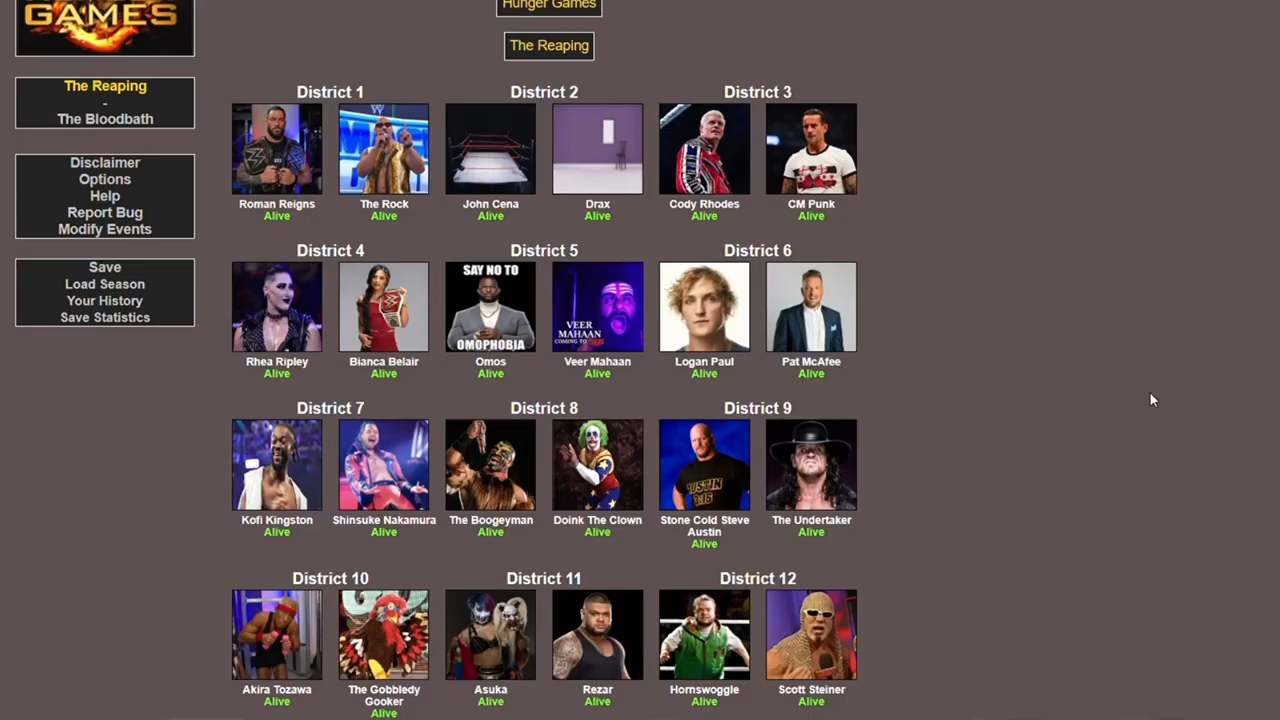 GAMES
Hunger Games
The Reaping
The Reaping
-
The Bloodbath
Disclaimer
Options
Help
Report Bug
Modify Events
Save
Load Season
Your History
Save Statistics
District 1
District 2
District 3
Roman Reigns
Alive
The Rock
Alive
John Cena
Alive
Drax
Alive
Cody Rhodes
Alive
CM Punk
Alive
District 4
District 5
District 6
SAY NO TO
OMOPHOBIA
VEER
MAHAAN
COMING TO
Rhea Ripley
Alive
Bianca Belair
Alive
Omos
Alive
Veer Mahaan
Alive
Logan Paul
Alive
Pat McAfee
Alive
District 7
District 8
District 9
AUSTIN
3:16
Kofi Kingston
Alive
Shinsuke Nakamura
Alive
The Boogeyman
Alive
Doink The Clown
Alive
Stone Cold Steve
Austin
Alive
The Undertaker
Alive
District 10
District 11
District 12
Akira Tozawa
Alive
The Gobbledy
Gooker
Alive
Asuka
Alive
Rezar
Alive
Hornswoggle
Alive
Scott Steiner
Alive